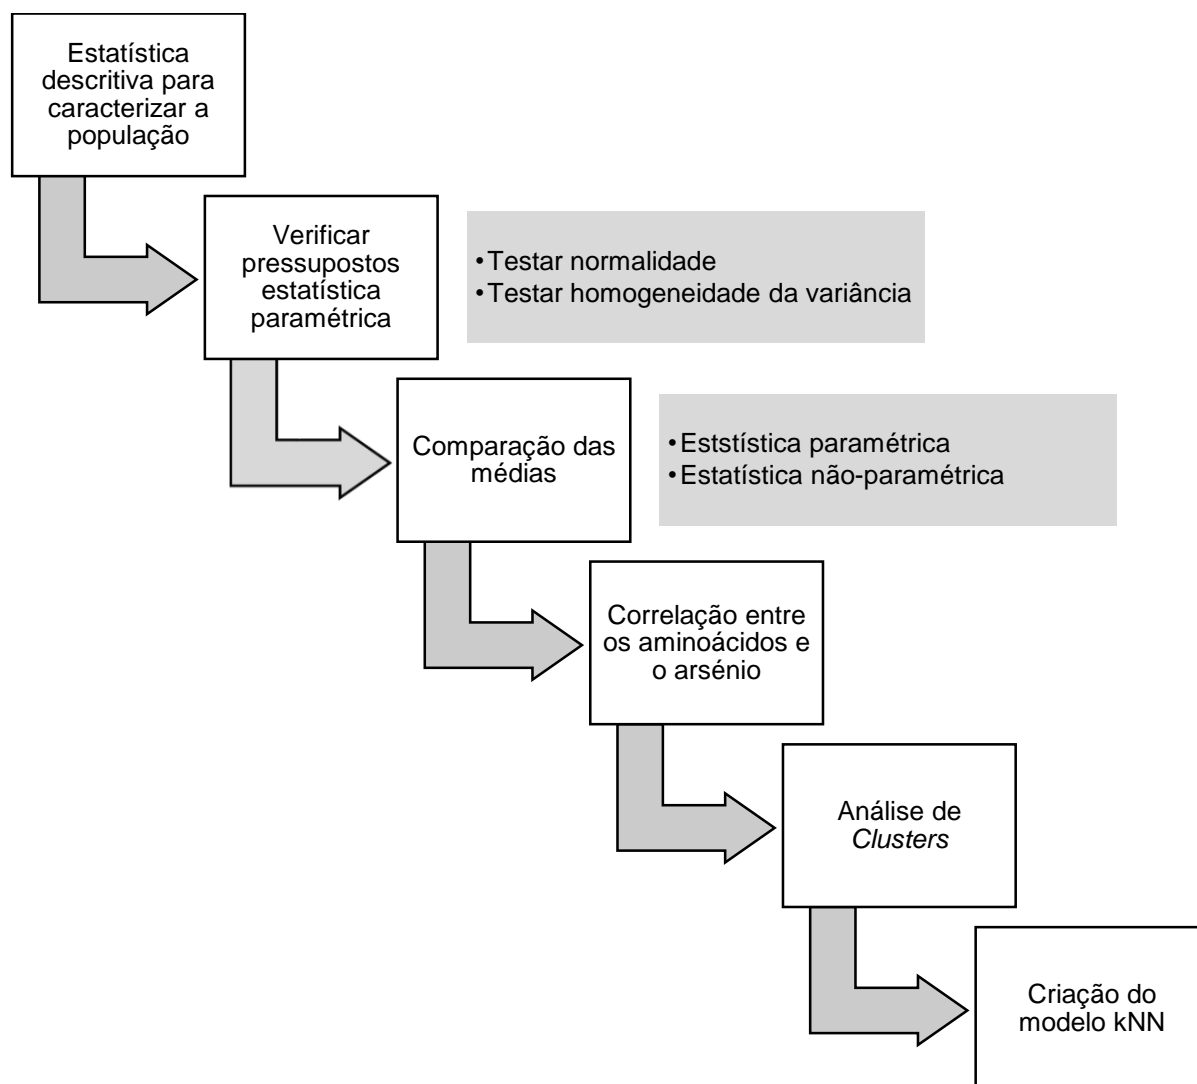 Estatística
descritiva para
caracterizar a
população
Verificar
pressupostos
estatística
paramétrica
•Testar normalidade
•Testar homogeneidade da variância
Comparação das
médias
•Eststística paramétrica
•Estatística não-paramétrica
Correlação entre
os aminoácidos e
o arsénio
Análise de
Clusters
Criação do
modelo kNN